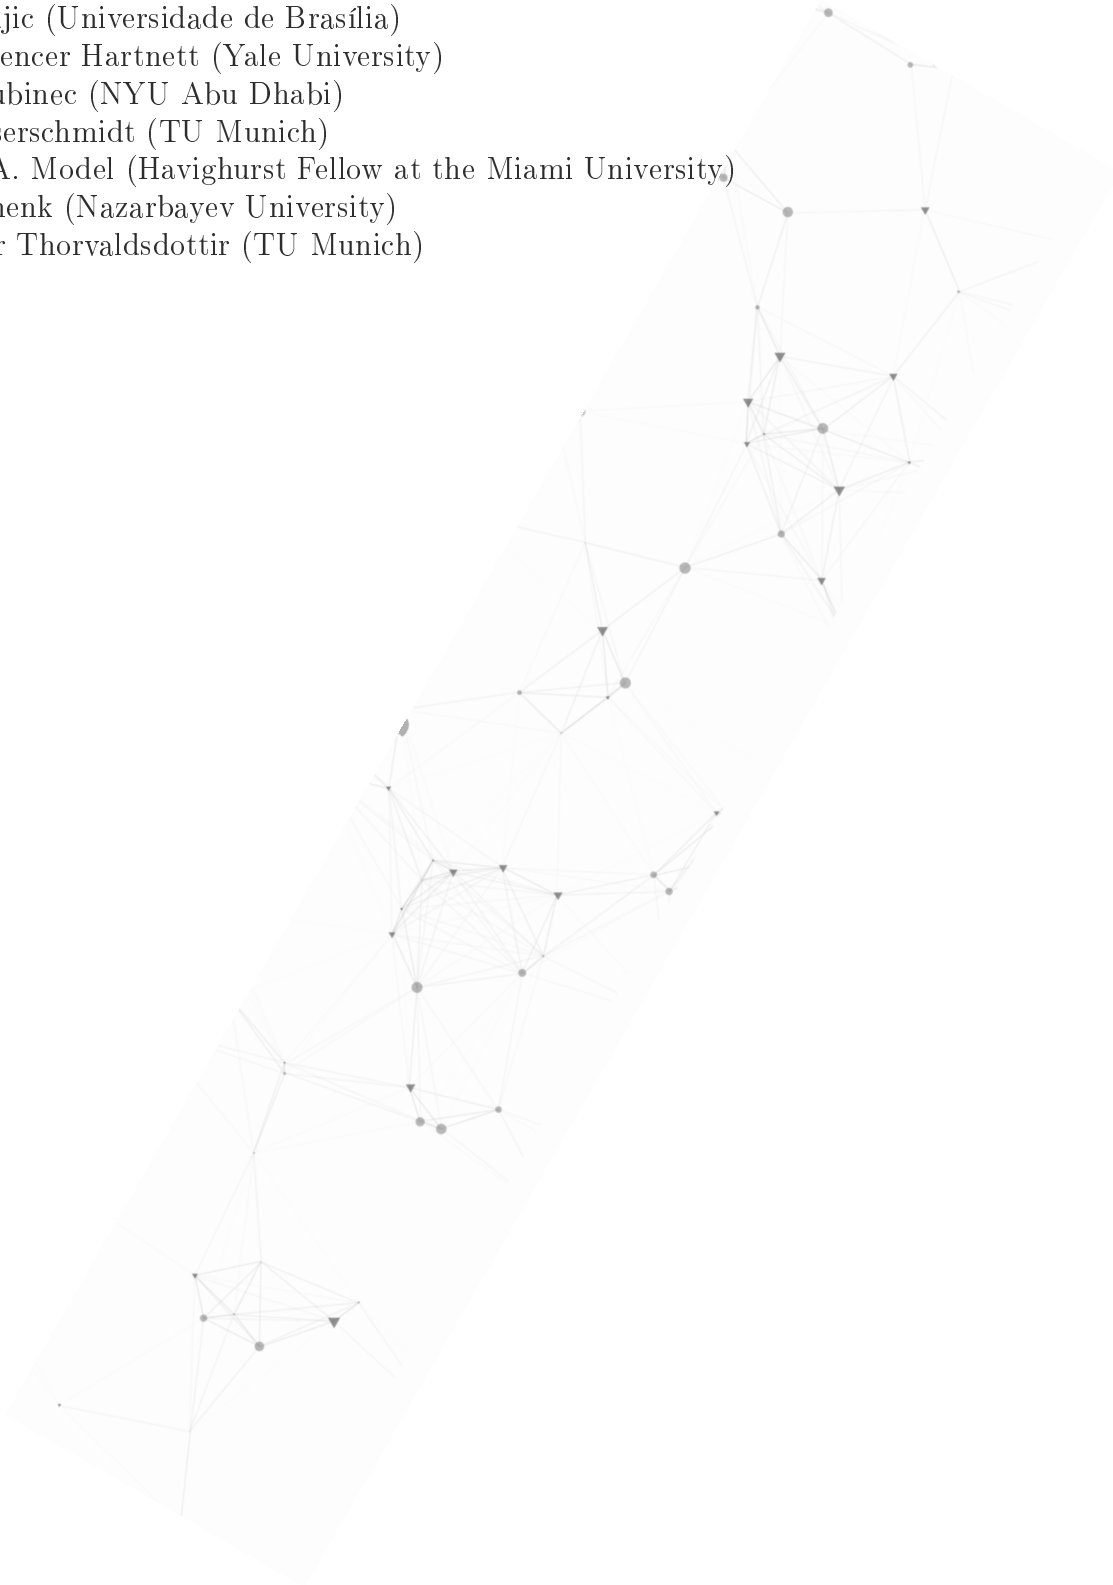 jic (Universidade de Brasília)
encer Hartnett (Yale University)
ubinec (NYU Abu Dhabi)
serschmidt (TU Munich)
A. Model (Havighurst Fellow at the Miami University)
henk (Nazarbayev University)
r Thorvaldsdottir (TU Munich)